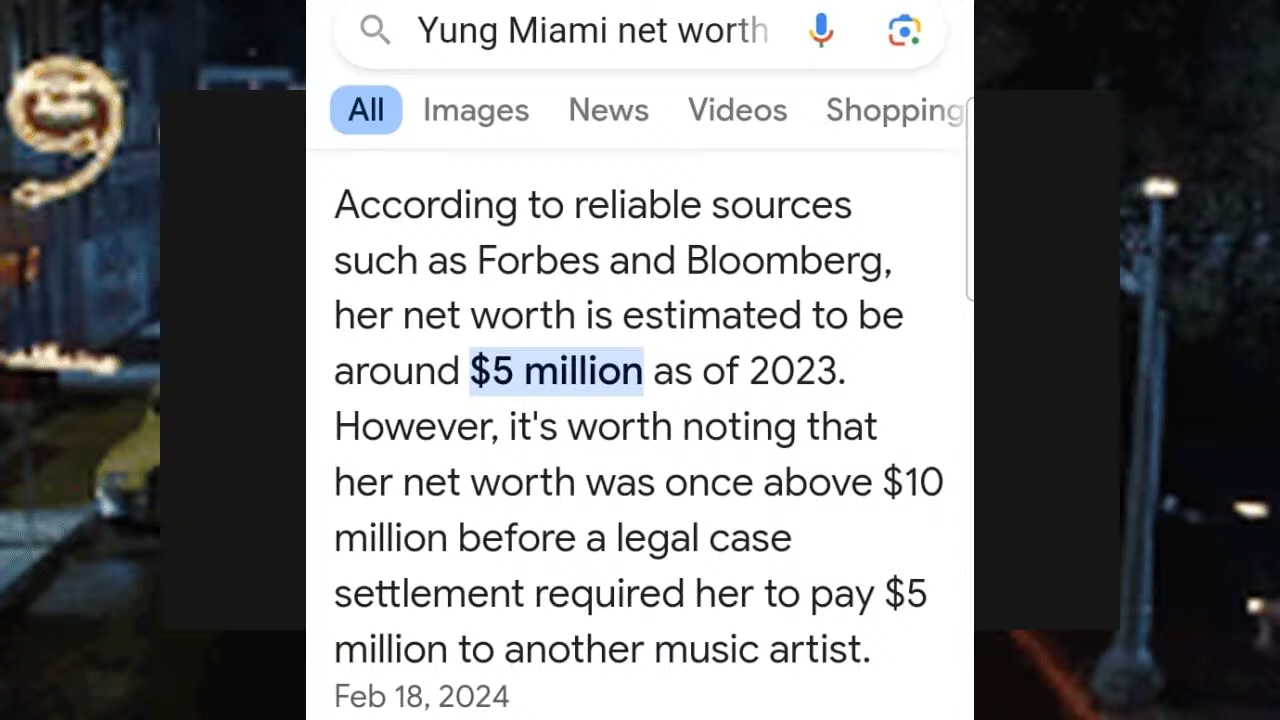 Yung Miami net worth
All Images News Videos Shopping
According to reliable sources
such as Forbes and Bloomberg,
her net worth is estimated to be
around $5 million as of 2023.
However, it's worth noting that
her net worth was once above $10
million before a legal case
settlement required her to pay $5
million to another music artist.
Feb 18, 2024